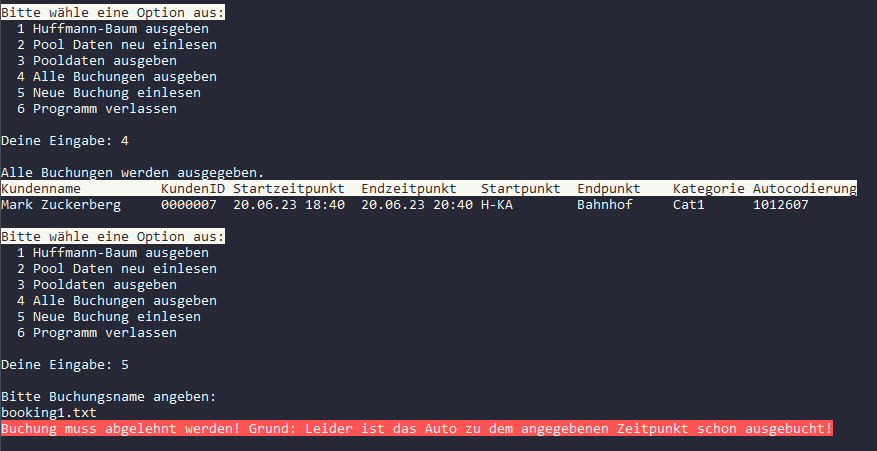 Bitte wähle eine Option aus:
1 Huffmann-Baum ausgeben
2 Pool Daten neu einlesen
3 Pooldaten ausgeben
4 Alle Buchungen ausgeben
5 Neue Buchung einlesen
6 Programm verlassen
Deine Eingabe: 4
Alle Buchungen werden ausgegeben.
Kundenname KundenID Startzeitpunkt Endzeitpunkt Startpunkt Endpunkt Kategorie Autocodierung
Mark Zuckerberg 0000007 20.06.23 18:40 20.06.23 20:40 H-KA Bahnhof Cat1 1012607
Bitte wähle eine Option aus:
1 Huffmann-Baum ausgeben
2 Pool Daten neu einlesen
3 Pooldaten ausgeben
4 Alle Buchungen ausgeben
5 Neue Buchung einlesen
6 Programm verlassen
Deine Eingabe: 5
Bitte Buchungsname angeben:
booking1.txt
Buchung muss abgelehnt werden! Grund: Leider ist das Auto zu dem angegebenen Zeitpunkt schon ausgebucht!